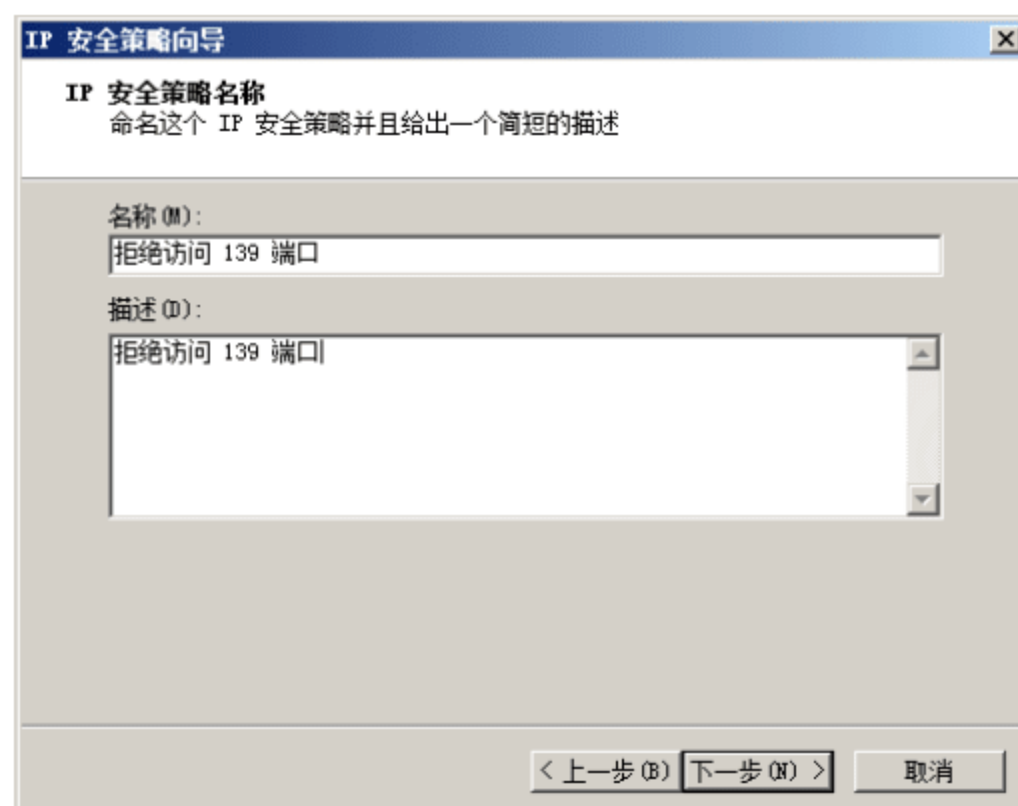 IP 安全策略向导
IP 安全策略名称
命名这个 IP 安全策略并且给出一个简短的描述
名称(M):
拒绝访问 139 端口
描述(D):
拒绝访问 139 端口
< 上一步(B) 下一步(N) > 取消